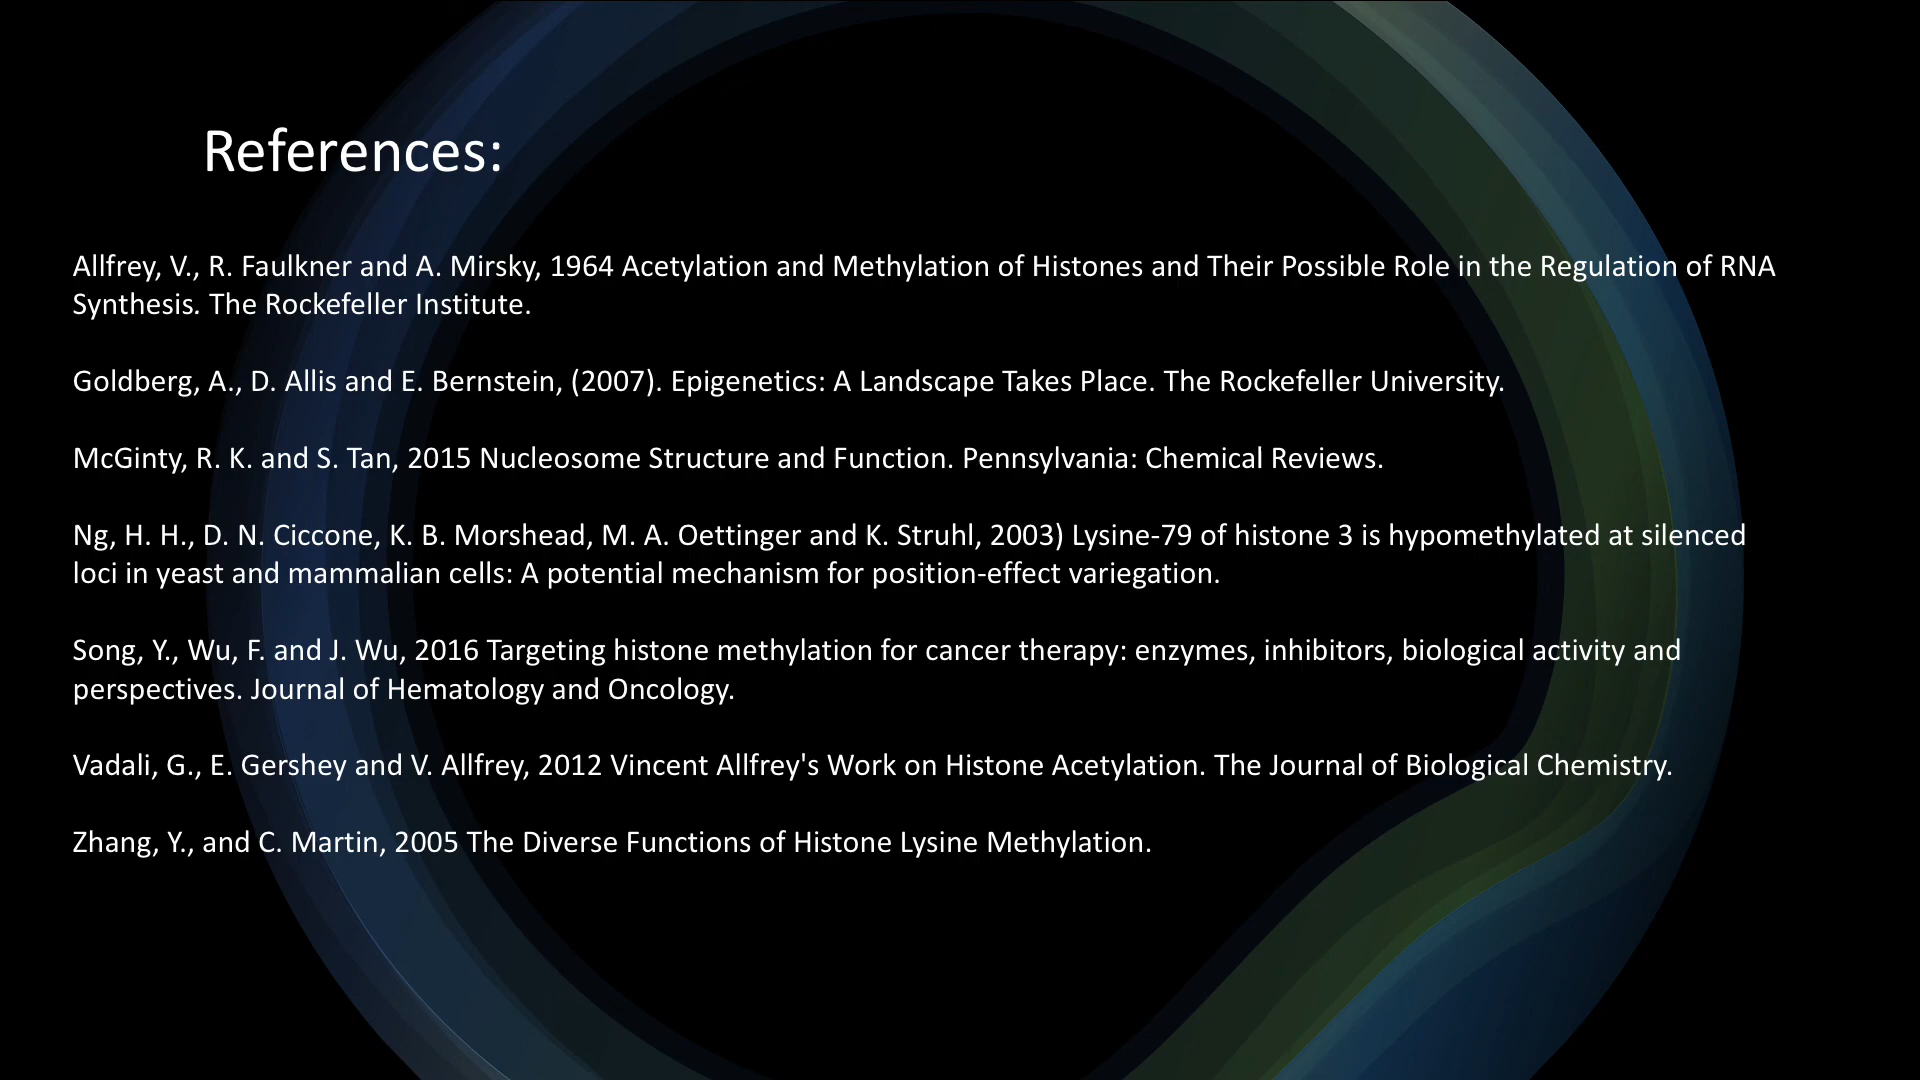 References:
Allfrey, V., R. Faulkner and A. Mirsky, 1964 Acetylation and Methylation of Histones and Their Possible Role in the Regulation of RNA
Synthesis. The Rockefeller Institute.
Goldberg, A., D. Allis and E. Bernstein, (2007). Epigenetics: A Landscape Takes Place. The Rockefeller University.
McGinty, R. K. and S. Tan, 2015 Nucleosome Structure and Function. Pennsylvania: Chemical Reviews.
Ng, H. H., D. N. Ciccone, K. B. Morshead, M. A. Oettinger and K. Struhl, 2003) Lysine-79 of histone 3 is hypomethylated at silenced
loci in yeast and mammalian cells: A potential mechanism for position-effect variegation.
Song, Y., Wu, F. and J. Wu, 2016 Targeting histone methylation for cancer therapy: enzymes, inhibitors, biological activity and
perspectives. Journal of Hematology and Oncology.
Vadali, G., E. Gershey and V. Allfrey, 2012 Vincent Allfrey's Work on Histone Acetylation. The Journal of Biological Chemistry.
Zhang, Y., and C. Martin, 2005 The Diverse Functions of Histone Lysine Methylation.